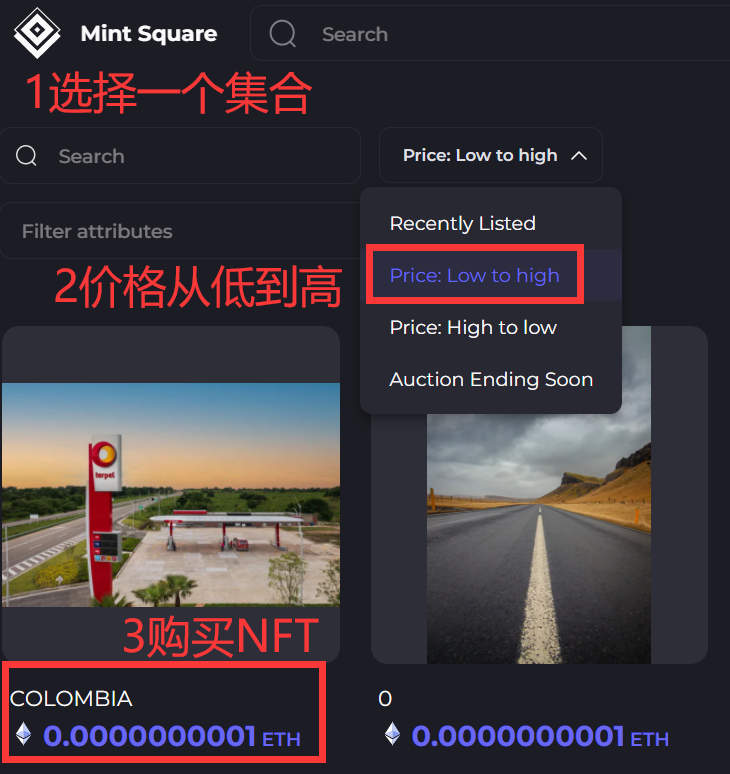 Mint Square
Search
1选择一个集合
Search
Price: Low to high
Recently Listed
Filter attributes
Price: Low to high
2价格从低到高
Price: High to low
Auction Ending Soon
terpel
3购买NFT
COLOMBIA
0.0000000001 ETH
0
0.0000000001 ETH